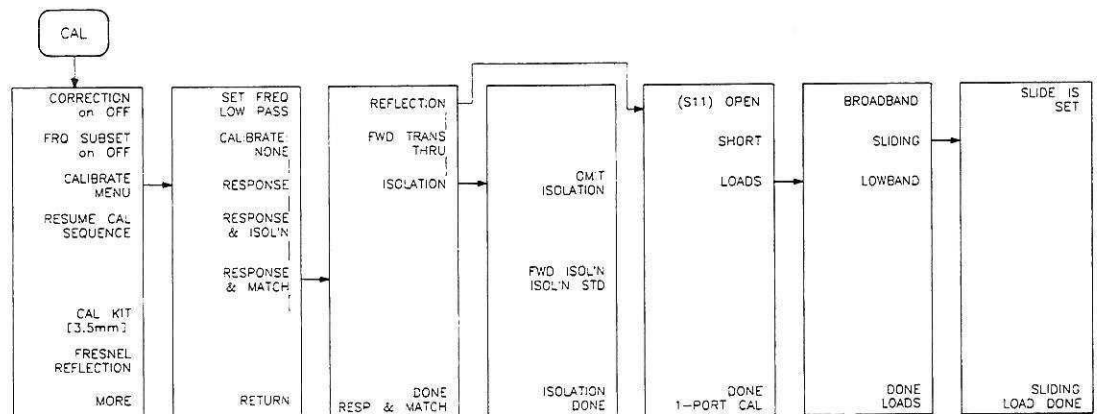 CAL
CORRECTION
on OFF
FRQ SUBSET
on OFF
CALIBRATE
MENU
RESUME CAL
SEQUENCE
CAL KIT
[3.5mm]
FRESNEL
REFLECTION
MORE
SET FREQ
LOW PASS
CALIBRATE:
NONE
RESPONSE
RESPONSE
& ISOL'N
RESPONSE
& MATCH
RETURN
REFLECTION
FWD TRANS
THRU
ISOLATION
DONE
RESP & MATCH
OMIT
ISOLATION
FWD ISOL'N
ISOL'N STD
ISOLATION
DONE
(S11) OPEN
SHORT
LOADS
DONE
1-PORT CAL
BROADBAND
SLIDING
LOWBAND
DONE
LOADS
SLIDE IS
SET
SLIDING
LOAD DONE